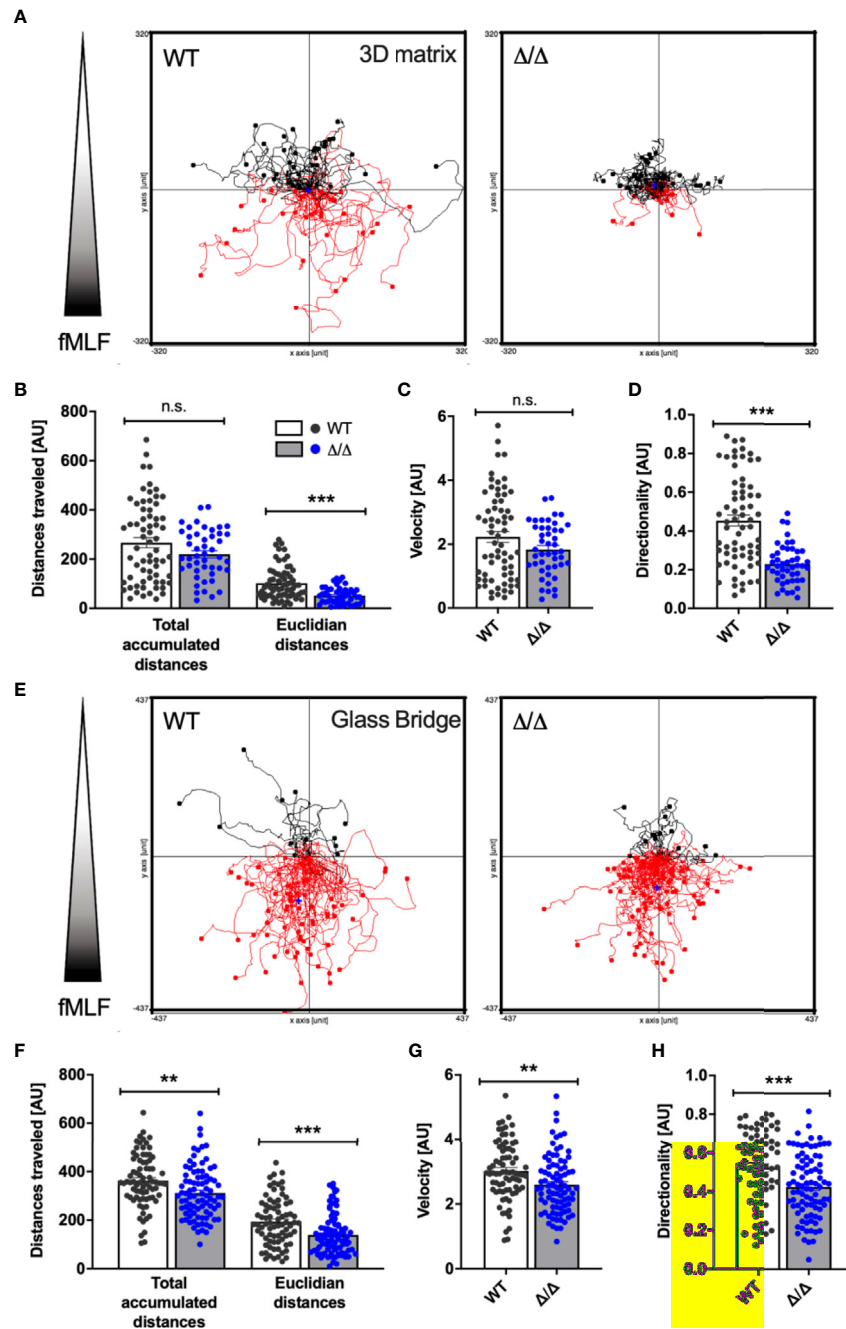 A
WT
3D matrix
Δ/Δ
320
320
y axis [unit]
y axis [unit]
fMLF
-320
-320
x axis [unit]
320
-320
-320
x axis [unit]
320
B
C
D
n.s.
WT
Δ/Δ
***
n.s.
***
Distances traveled [AU]
800
600
400
200
0
Total accumulated distances
Euclidian distances
Velocity [AU]
6
4
2
0
WT
Δ/Δ
Directionality [AU]
1.0
0.8
0.6
0.4
0.2
0.0
WT
Δ/Δ
E
WT
Glass Bridge
Δ/Δ
437
437
y axis [unit]
y axis [unit]
fMLF
-437
-437
x axis [unit]
437
-437
-437
x axis [unit]
437
F
G
H
**
***
**
***
Distances traveled [AU]
800
600
400
200
0
Total accumulated distances
Euclidian distances
Velocity [AU]
6
4
2
0
WT
Δ/Δ
Directionality [AU]
1.0
0.8
0.6
0.4
0.2
0.0
WT
Δ/Δ